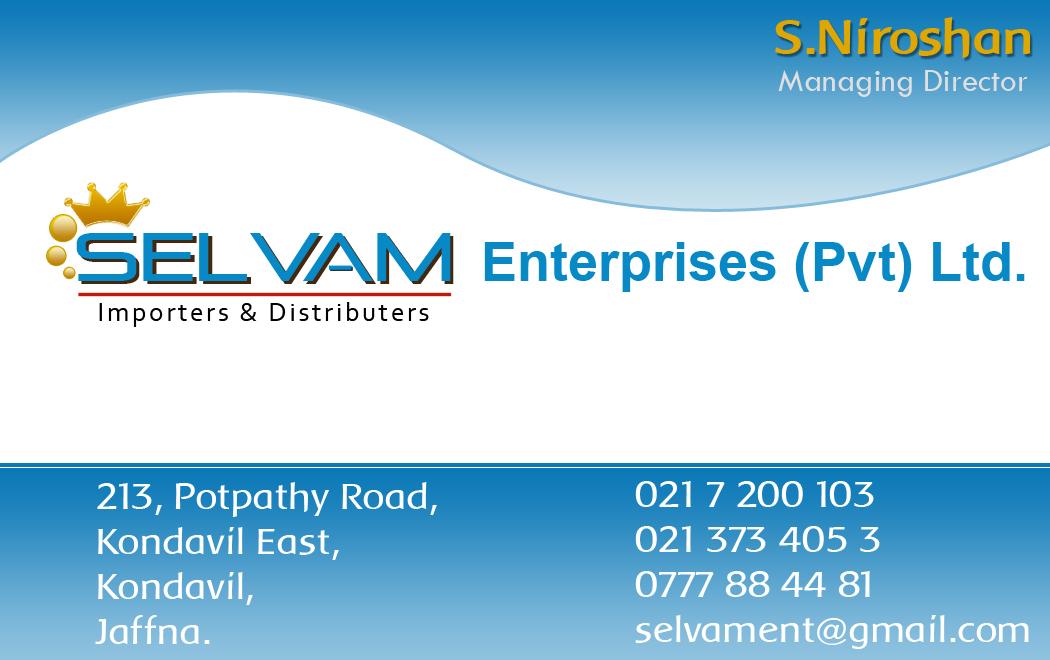 S.Niroshan
Managing Director
SELVAM Enterprises (Pvt) Ltd.
Importers & Distributers
213, Potpathy Road,
Kondavil East,
Kondavil,
Jaffna.
021 7 200 103
021 373 405 3
0777 88 44 81
selvament@gmail.com